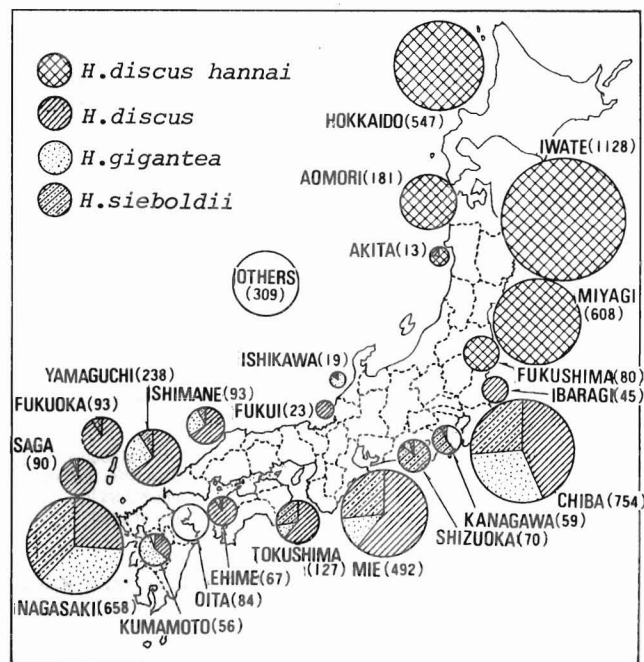 H.discus hannai
H.discus
H.gigantea
H.sieboldii
HOKKAIDO(547)
IWATE(1128)
AOMORI(181)
AKITA(13)
OTHERS
(309)
MIYAGI
(608)
ISHIKAWA(19)
FUKUSHIMA(80)
IBARAGI(45)
YAMAGUCHI(238)
ISHIMANE(93)
FUKUOKA(93)
FUKUI(23)
SAGA
(90)
CHIBA(754)
KANAGAWA(59)
SHIZUOKA(70)
TOKUSHIMA
(127)
MIE(492)
EHIME(67)
OITA(84)
NAGASAKI(658)
KUMAMOTO(56)